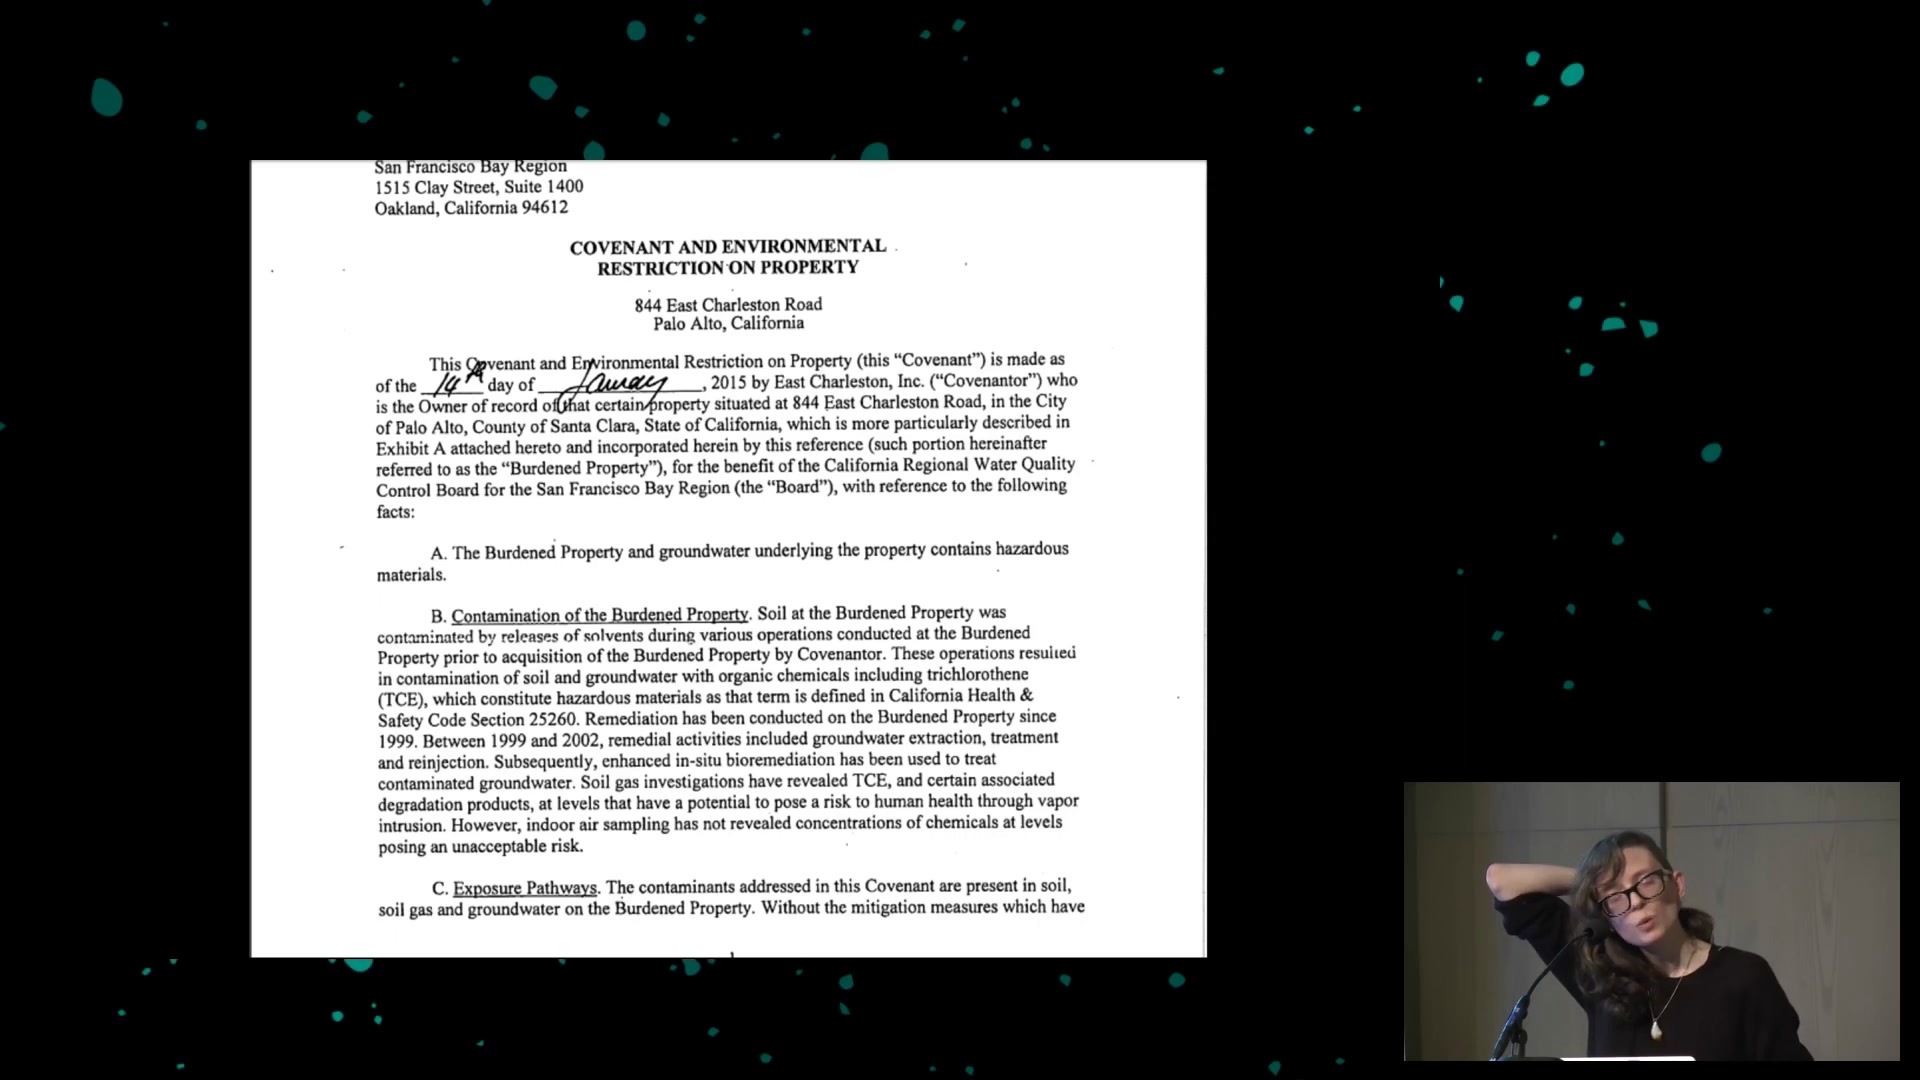 San Francisco Bay Region
1515 Clay Street, Suite 1400
Oakland, California 94612
COVENANT AND ENVIRONMENTAL
RESTRICTION ON PROPERTY
844 East Charleston Road
Palo Alto, California
This Covenant and Environmental Restriction on Property (this “Covenant”) is made as
of the 14th day of January, 2015 by East Charleston, Inc. (“Covenantor”) who
is the Owner of record of that certain property situated at 844 East Charleston Road, in the City
of Palo Alto, County of Santa Clara, State of California, which is more particularly described in
Exhibit A attached hereto and incorporated herein by this reference (such portion hereinafter
referred to as the “Burdened Property”), for the benefit of the California Regional Water Quality
Control Board for the San Francisco Bay Region (the “Board”), with reference to the following
facts:
A. The Burdened Property and groundwater underlying the property contains hazardous
materials.
B. Contamination of the Burdened Property. Soil at the Burdened Property was
contaminated by releases of solvents during various operations conducted at the Burdened
Property prior to acquisition of the Burdened Property by Covenantor. These operations resulted
in contamination of soil and groundwater with organic chemicals including trichlorothene
(TCE), which constitute hazardous materials as that term is defined in California Health &
Safety Code Section 25260. Remediation has been conducted on the Burdened Property since
1999. Between 1999 and 2002, remedial activities included groundwater extraction, treatment
and reinjection. Subsequently, enhanced in-situ bioremediation has been used to treat
contaminated groundwater. Soil gas investigations have revealed TCE, and certain associated
degradation products, at levels that have a potential to pose a risk to human health through vapor
intrusion. However, indoor air sampling has not revealed concentrations of chemicals at levels
posing an unacceptable risk.
C. Exposure Pathways. The contaminants addressed in this Covenant are present in soil,
soil gas and groundwater on the Burdened Property. Without the mitigation measures which have